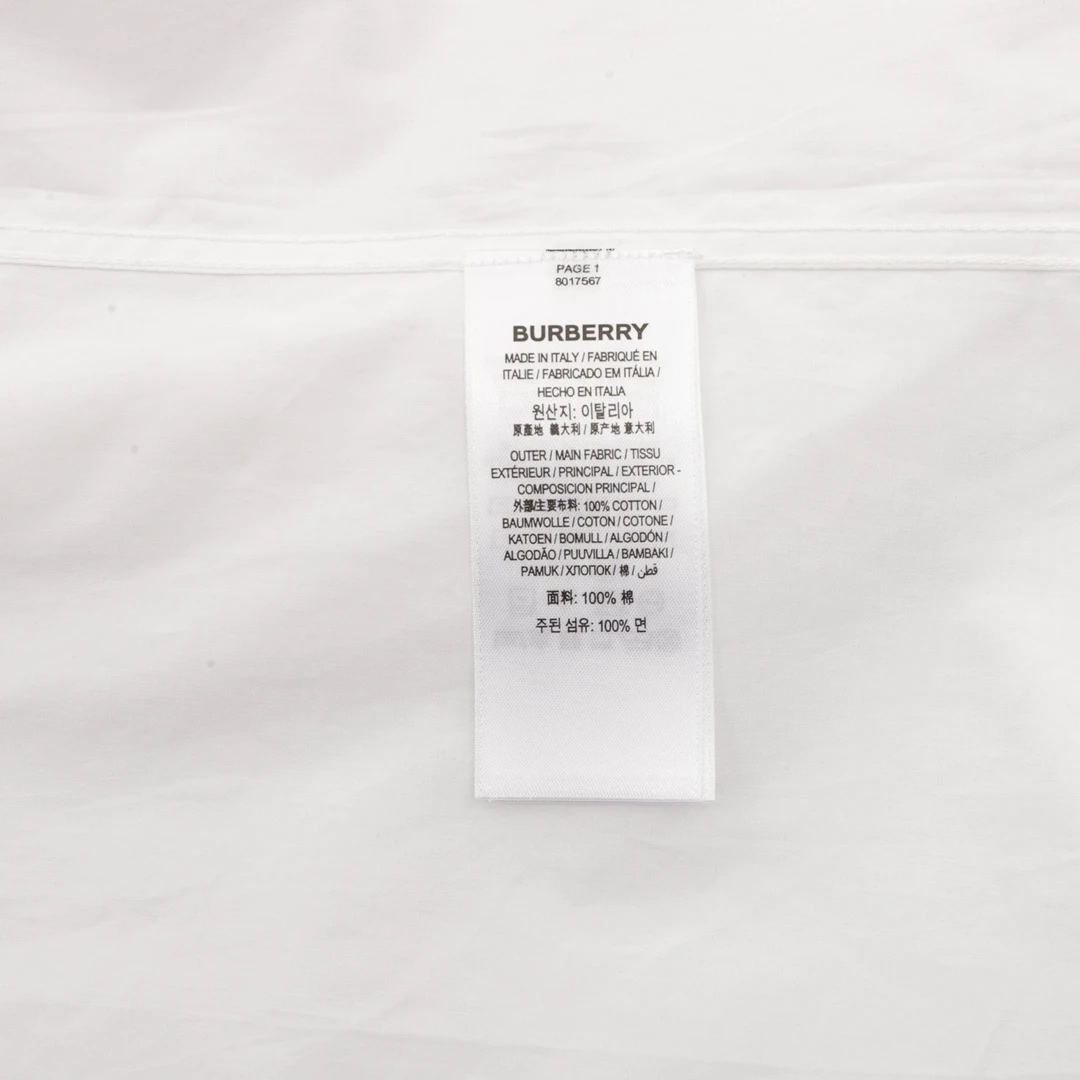 PAGE 1
8017567
BURBERRY
MADE IN ITALY / FABRIQUÉ EN
ITALIE / FABRICADO EM ITÁLIA /
HECHO EN ITALIA
원산지: 이탈리아
原產地 義大利 / 原产地 意大利
OUTER / MAIN FABRIC / TISSU
EXTÉRIEUR / PRINCIPAL / EXTERIOR -
COMPOSICION PRINCIPAL /
外部/主要布料: 100% COTTON /
BAUMWOLLE / COTON / COTONE /
KATOEN / BOMULL / ALGODÓN /
ALGODÃO / PUUVILLA / BAMBAKI /
PAMUK / ХЛОПОК / 棉 / قطن
面料: 100% 棉
주된 섬유: 100% 면